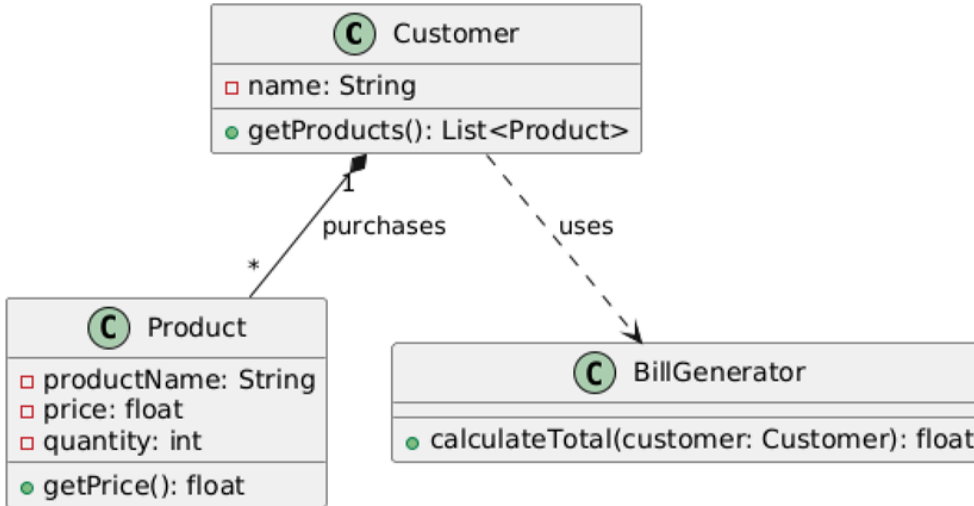 C Customer
name: String
getProducts(): List<Product>
1
purchases
uses
*
C Product
productName: String
price: float
quantity: int
getPrice(): float
C BillGenerator
calculateTotal(customer: Customer): float